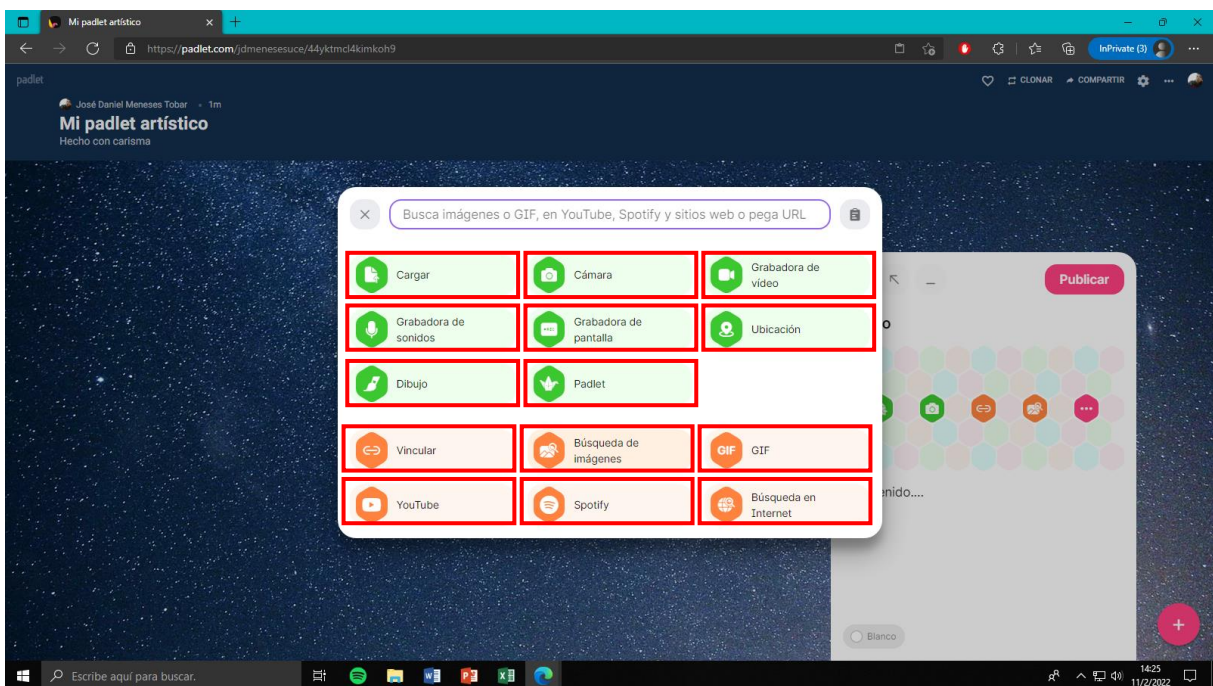 Mi padlet artístico
https://padlet.com/jdmenesesuce/44yktmcl4kimkoh9
InPrivate (3)
padlet
CLONAR
COMPARTIR
José Daniel Meneses Tobar - 1m
Mi padlet artístico
Hecho con carisma
Busca imágenes o GIF, en YouTube, Spotify y sitios web o pega URL
Cargar
Cámara
Grabadora de
vídeo
Grabadora de
sonidos
Grabadora de
pantalla
Ubicación
Dibujo
Padlet
Vincular
Búsqueda de
imágenes
GIF
GIF
YouTube
Spotify
Búsqueda en
Internet
Publicar
o
enido....
Blanco
Escribe aquí para buscar.
14:25
11/2/2022